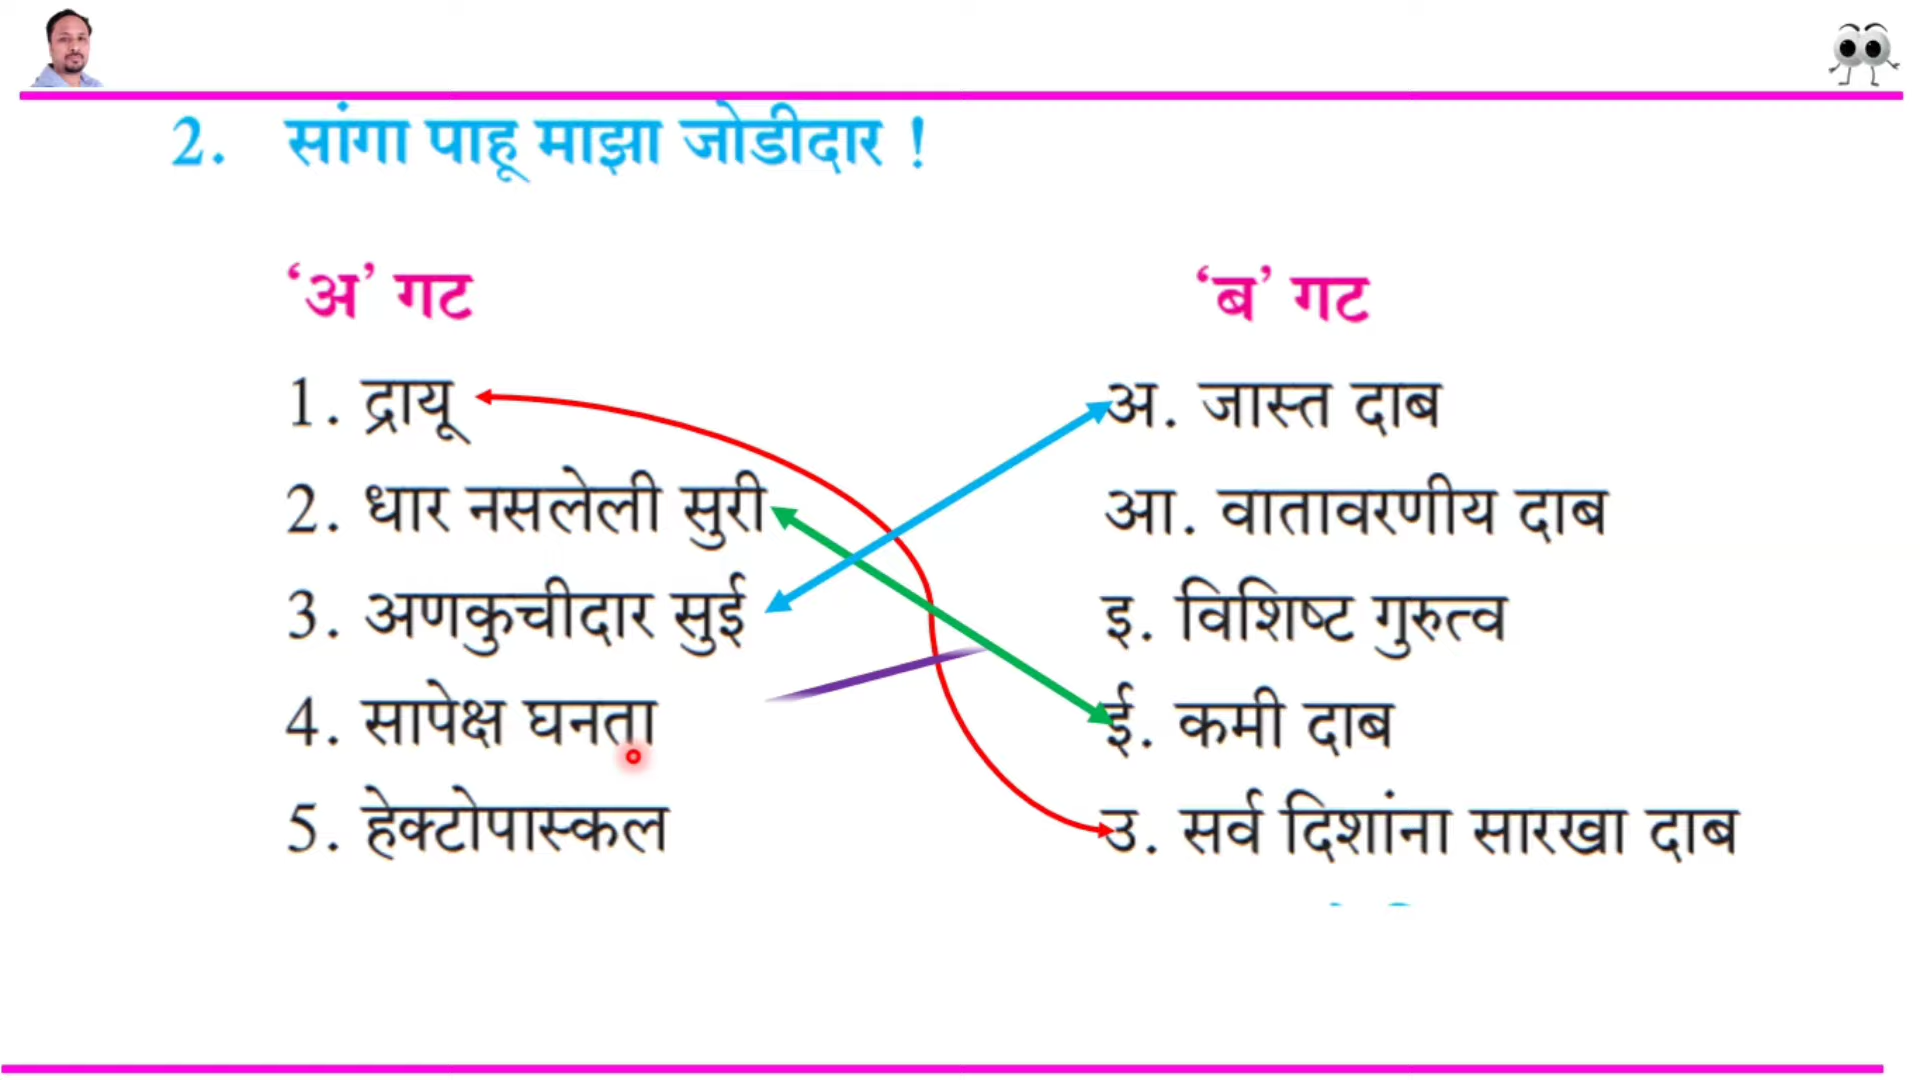 2. सांगा पाहू माझा जोडीदार !
‘अ’ गट
‘ब’ गट
1. द्रायू
अ. जास्त दाब
2. धार नसलेली सुरी
आ. वातावरणीय दाब
3. अणकुचीदार सुई
इ. विशिष्ट गुरुत्व
4. सापेक्ष घनता
ई. कमी दाब
5. हेक्टोपास्कल
उ. सर्व दिशांना सारखा दाब